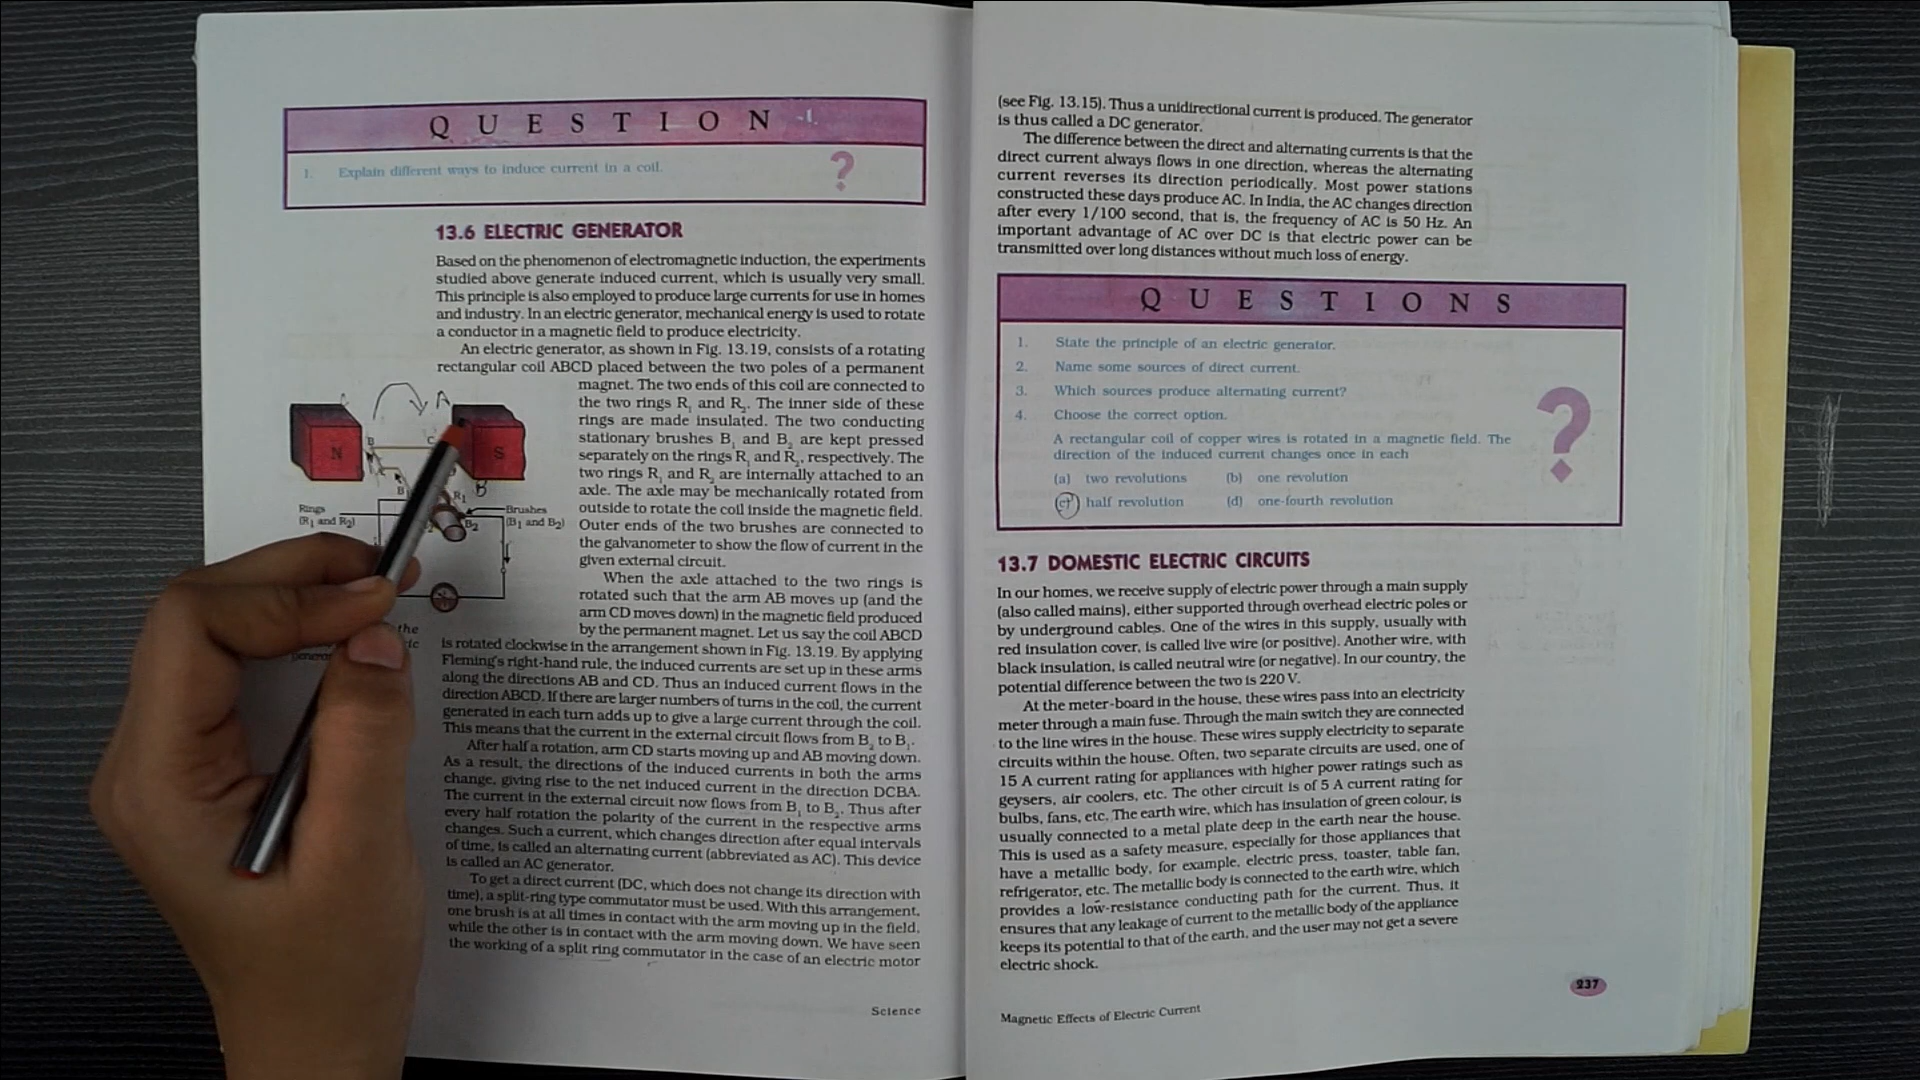 QUESTION
1. Explain different ways to induce current in a coil.
?
13.6 ELECTRIC GENERATOR
Based on the phenomenon of electromagnetic induction, the experiments
studied above generate induced current, which is usually very small.
This principle is also employed to produce large currents for use in homes
and industry. In an electric generator, mechanical energy is used to rotate
a conductor in a magnetic field to produce electricity.
An electric generator, as shown in Fig. 13.19, consists of a rotating
rectangular coil ABCD placed between the two poles of a permanent
magnet. The two ends of this coil are connected to
the two rings R1 and R2. The inner side of these
rings are made insulated. The two conducting
stationary brushes B1 and B2 are kept pressed
separately on the rings R1 and R2, respectively. The
two rings R1 and R2 are internally attached to an
axle. The axle may be mechanically rotated from
outside to rotate the coil inside the magnetic field.
Outer ends of the two brushes are connected to
the galvanometer to show the flow of current in the
given external circuit.
When the axle attached to the two rings is
rotated such that the arm AB moves up (and the
arm CD moves down) in the magnetic field produced
by the permanent magnet. Let us say the coil ABCD
is rotated clockwise in the arrangement shown in Fig. 13.19. By applying
Fleming's right-hand rule, the induced currents are set up in these arms
along the directions AB and CD. Thus an induced current flows in the
direction ABCD. If there are larger numbers of turns in the coil, the current
generated in each turn adds up to give a large current through the coil.
This means that the current in the external circuit flows from B2 to B1.
After half a rotation, arm CD starts moving up and AB moving down.
As a result, the directions of the induced currents in both the arms
change, giving rise to the net induced current in the direction DCBA.
The current in the external circuit now flows from B1 to B2. Thus after
every half rotation the polarity of the current in the respective arms
changes. Such a current, which changes direction after equal intervals
of time, is called an alternating current (abbreviated as AC). This device
is called an AC generator.
To get a direct current (DC, which does not change its direction with
time), a split-ring type commutator must be used. With this arrangement,
one brush is at all times in contact with the arm moving up in the field,
while the other is in contact with the arm moving down. We have seen
the working of a split ring commutator in the case of an electric motor
A
N
S
B
C
B
R1
B
B2
Rings
(R1 and R2)
Brushes
(B1 and B2)
the
Science
(see Fig. 13.15). Thus a unidirectional current is produced. The generator
is thus called a DC generator.
The difference between the direct and alternating currents is that the
direct current always flows in one direction, whereas the alternating
current reverses its direction periodically. Most power stations
constructed these days produce AC. In India, the AC changes direction
after every 1/100 second, that is, the frequency of AC is 50 Hz. An
important advantage of AC over DC is that electric power can be
transmitted over long distances without much loss of energy.
QUESTIONS
1. State the principle of an electric generator.
2. Name some sources of direct current.
3. Which sources produce alternating current?
4. Choose the correct option.
A rectangular coil of copper wires is rotated in a magnetic field. The
direction of the induced current changes once in each
(a) two revolutions (b) one revolution
(c) half revolution (d) one-fourth revolution
?
13.7 DOMESTIC ELECTRIC CIRCUITS
In our homes, we receive supply of electric power through a main supply
(also called mains), either supported through overhead electric poles or
by underground cables. One of the wires in this supply, usually with
red insulation cover, is called live wire (or positive). Another wire, with
black insulation, is called neutral wire (or negative). In our country, the
potential difference between the two is 220 V.
At the meter-board in the house, these wires pass into an electricity
meter through a main fuse. Through the main switch they are connected
to the line wires in the house. These wires supply electricity to separate
circuits within the house. Often, two separate circuits are used, one of
15 A current rating for appliances with higher power ratings such as
geysers, air coolers, etc. The other circuit is of 5 A current rating for
bulbs, fans, etc. The earth wire, which has insulation of green colour, is
usually connected to a metal plate deep in the earth near the house.
This is used as a safety measure, especially for those appliances that
have a metallic body, for example, electric press, toaster, table fan,
refrigerator, etc. The metallic body is connected to the earth wire, which
provides a low-resistance conducting path for the current. Thus, it
ensures that any leakage of current to the metallic body of the appliance
keeps its potential to that of the earth, and the user may not get a severe
electric shock.
237
Magnetic Effects of Electric Current